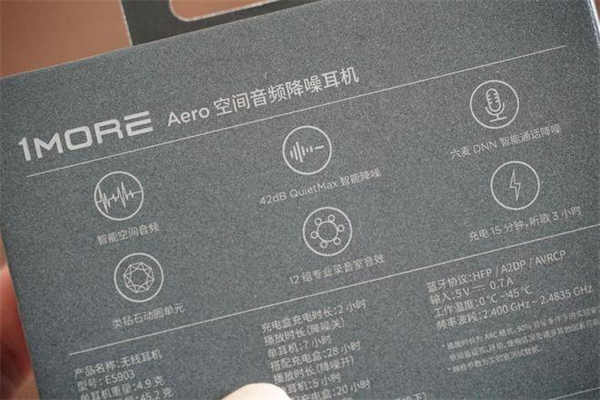 1MORE Aero 空间音频降噪耳机
智能空间音频
42dB QuietMax 智能降噪
六麦 DNN 智能通话降噪
类钻石动圈单元
12 组专业录音室音效
充电 15 分钟，听歌 3 小时
产品名称：无线耳机
型号：ES903
单耳机重量：4.9 克
45.2 克
充电盒充电时长：2 小时
播放时长（降噪关）
单耳机：7 小时
搭配充电盒：28 小时
播放时长（降噪开）
单耳机：5 小时
搭配充电盒：20 小时
蓝牙协议：HFP / A2DP / AVRCP
输入：5 V⎓ 0.7 A
工作温度：0 °C ~45 °C
频率波段：2.400 GHz ~ 2.4835 GHz